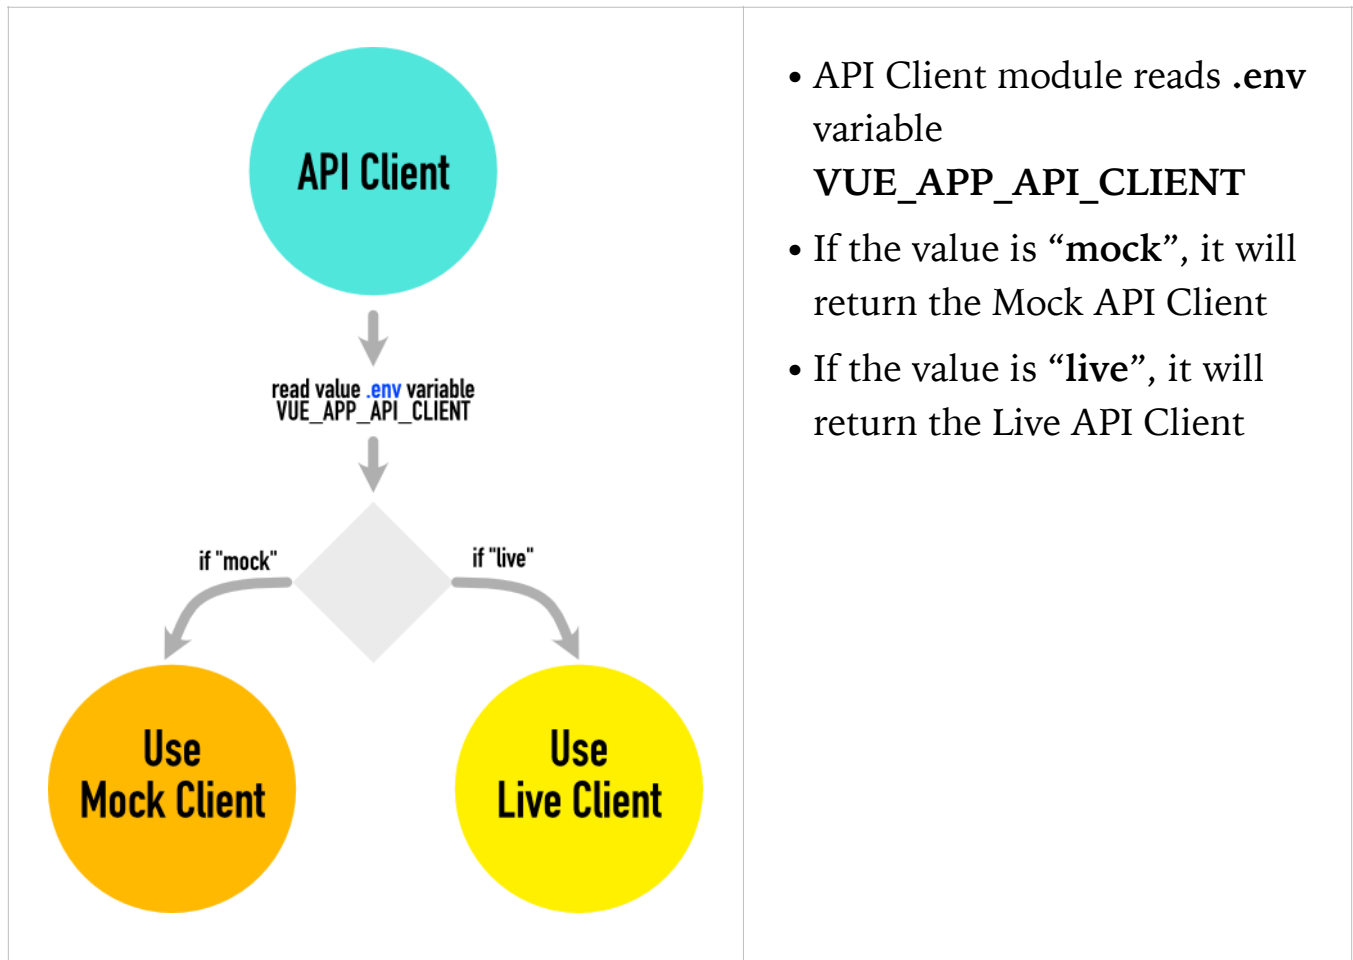 API Client
read value .env variable
VUE_APP_API_CLIENT
if "mock"
if "live"
Use
Mock Client
Use
Live Client
• API Client module reads .env
variable
VUE_APP_API_CLIENT
• If the value is “mock”, it will
return the Mock API Client
• If the value is “live”, it will
return the Live API Client